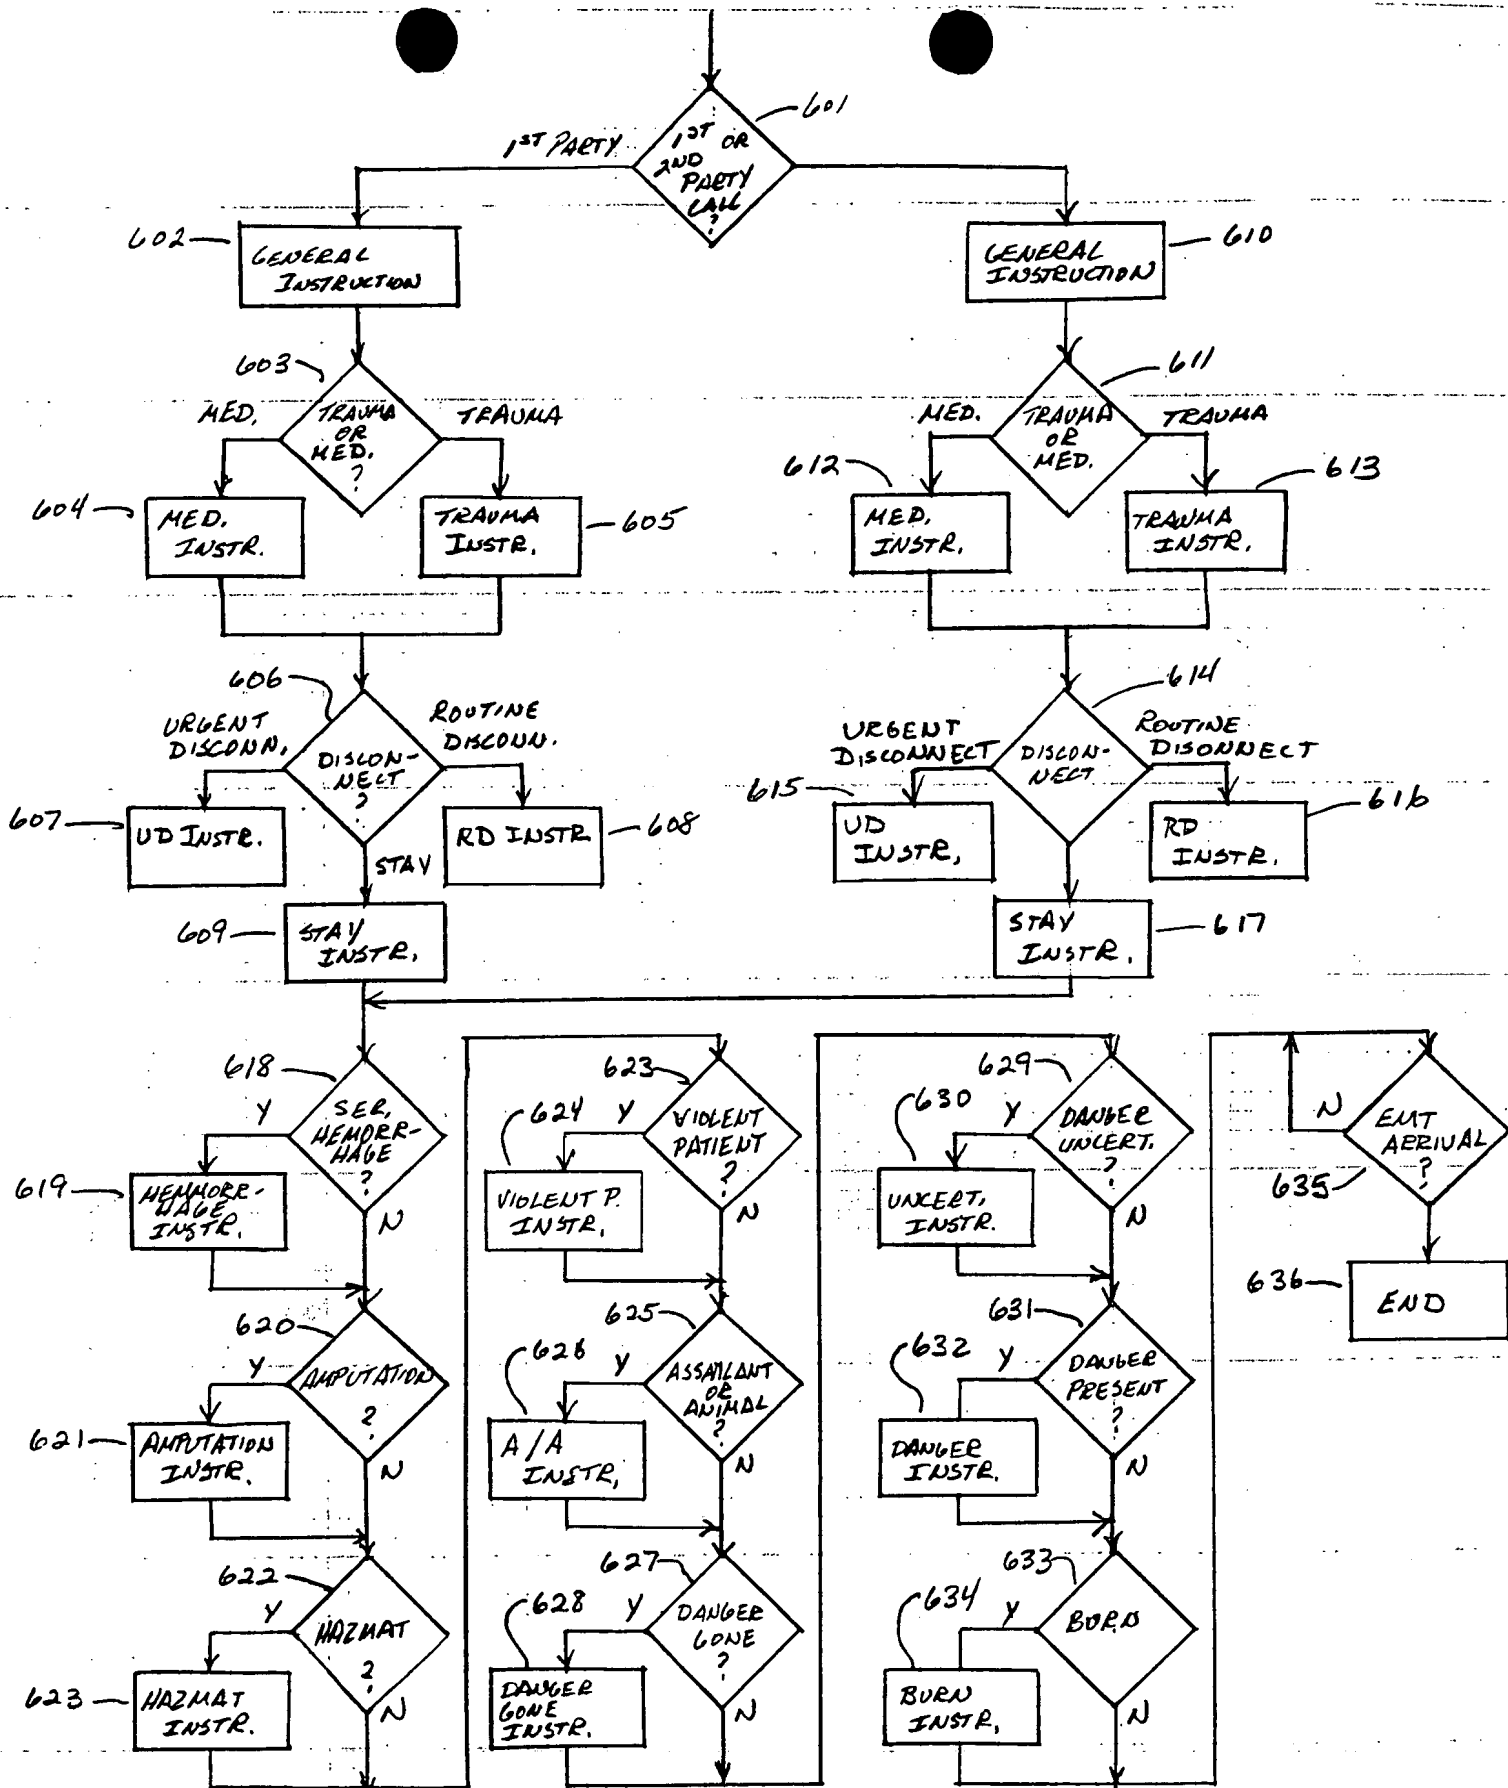 601
1ST PARTY
1ST OR
2ND
PARTY
CALL
?
602
GENERAL
INSTRUCTION
610
GENERAL
INSTRUCTION
603
MED.
TRAUMA
OR
MED.
?
TRAUMA
611
MED.
TRAUMA
OR
MED.
TRAUMA
604
MED.
INSTR.
TRAUMA
INSTR.
605
612
MED.
INSTR.
613
TRAUMA
INSTR.
606
URGENT
DISCONN.
DISCON-
NECT
?
ROUTINE
DISCONN.
614
URGENT
DISCONNECT
DISCON-
NECT
ROUTINE
DISONNECT
607
UD INSTR.
RD INSTR
608
STAY
615
UD
INSTR.
RD
INSTR.
616
609
STAY
INSTR.
STAY
INSTR.
617
618
Y
SER.
HEMORR-
HAGE
?
N
619
HEMMORR-
HAGE
INSTR.
620
Y
AMPUTATION
?
N
621
AMPUTATION
INSTR.
622
Y
HAZMAT
?
N
623
HAZMAT
INSTR.
623
624
Y
VIOLENT
PATIENT
?
N
VIOLENT P.
INSTR.
625
626
Y
ASSAILANT
OR
ANIMAL
?
N
A/A
INSTR.
627
628
Y
DANGER
GONE
?
N
DANGER
GONE
INSTR.
629
630
Y
DANGER
UNCERT.
?
N
UNCERT.
INSTR.
631
632
Y
DANGER
PRESENT
?
N
DANGER
INSTR.
633
634
Y
BURN
N
BURN
INSTR.
N
EMT
ARRIVAL
?
635
636
END